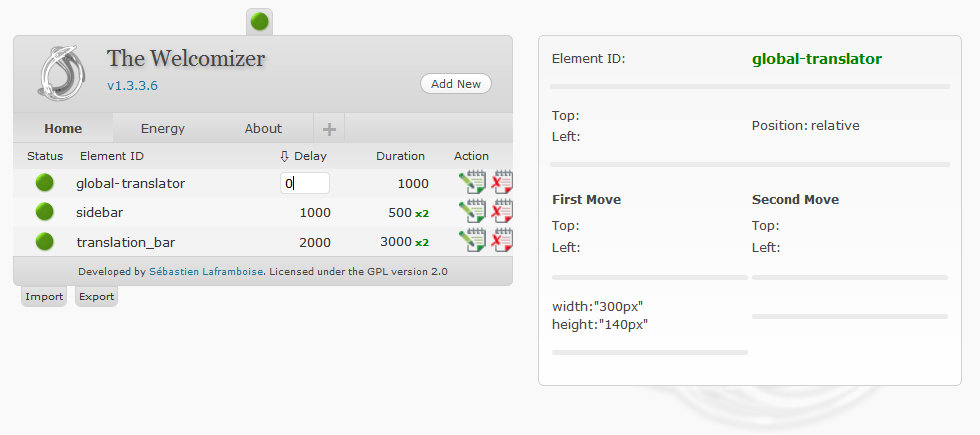 The Welcomizer
v1.3.3.6
Add New
Home Energy About +
Status Element ID ⇩ Delay Duration Action
global-translator 0 1000
sidebar 1000 500 x2
translation_bar 2000 3000 x2
Developed by Sébastien Laframboise. Licensed under the GPL version 2.0
Import Export
Element ID: global-translator
Top:
Left:
Position: relative
First Move Second Move
Top: Top:
Left: Left:
width:"300px"
height:"140px"